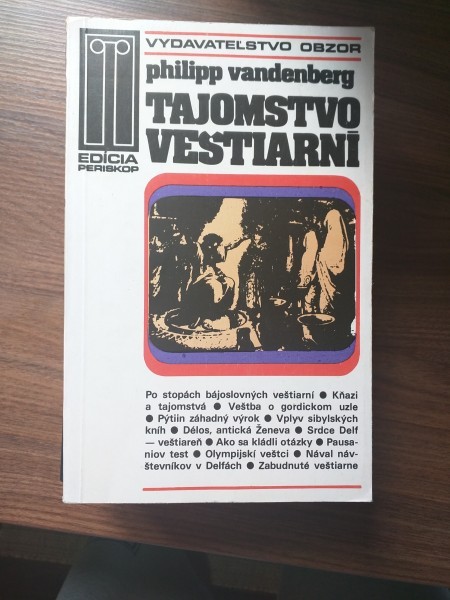 VYDAVATEĽSTVO OBZOR
philipp vandenberg
TAJOMSTVO
VEŠTIARNÍ
EDÍCIA
PERISKOP
Po stopách bájoslovných veštiarní ● Kňazi
a tajomstvá ● Veštba o gordickom uzle
● Pýtiin záhadný výrok ● Vplyv sibylských
kníh ● Délos, antická Ženeva ● Srdce Delf
— veštiareň ● Ako sa kládli otázky ● Pausa-
niov test ● Olympijskí veštci ● Nával náv-
števníkov v Delfách ● Zabudnuté veštiarne